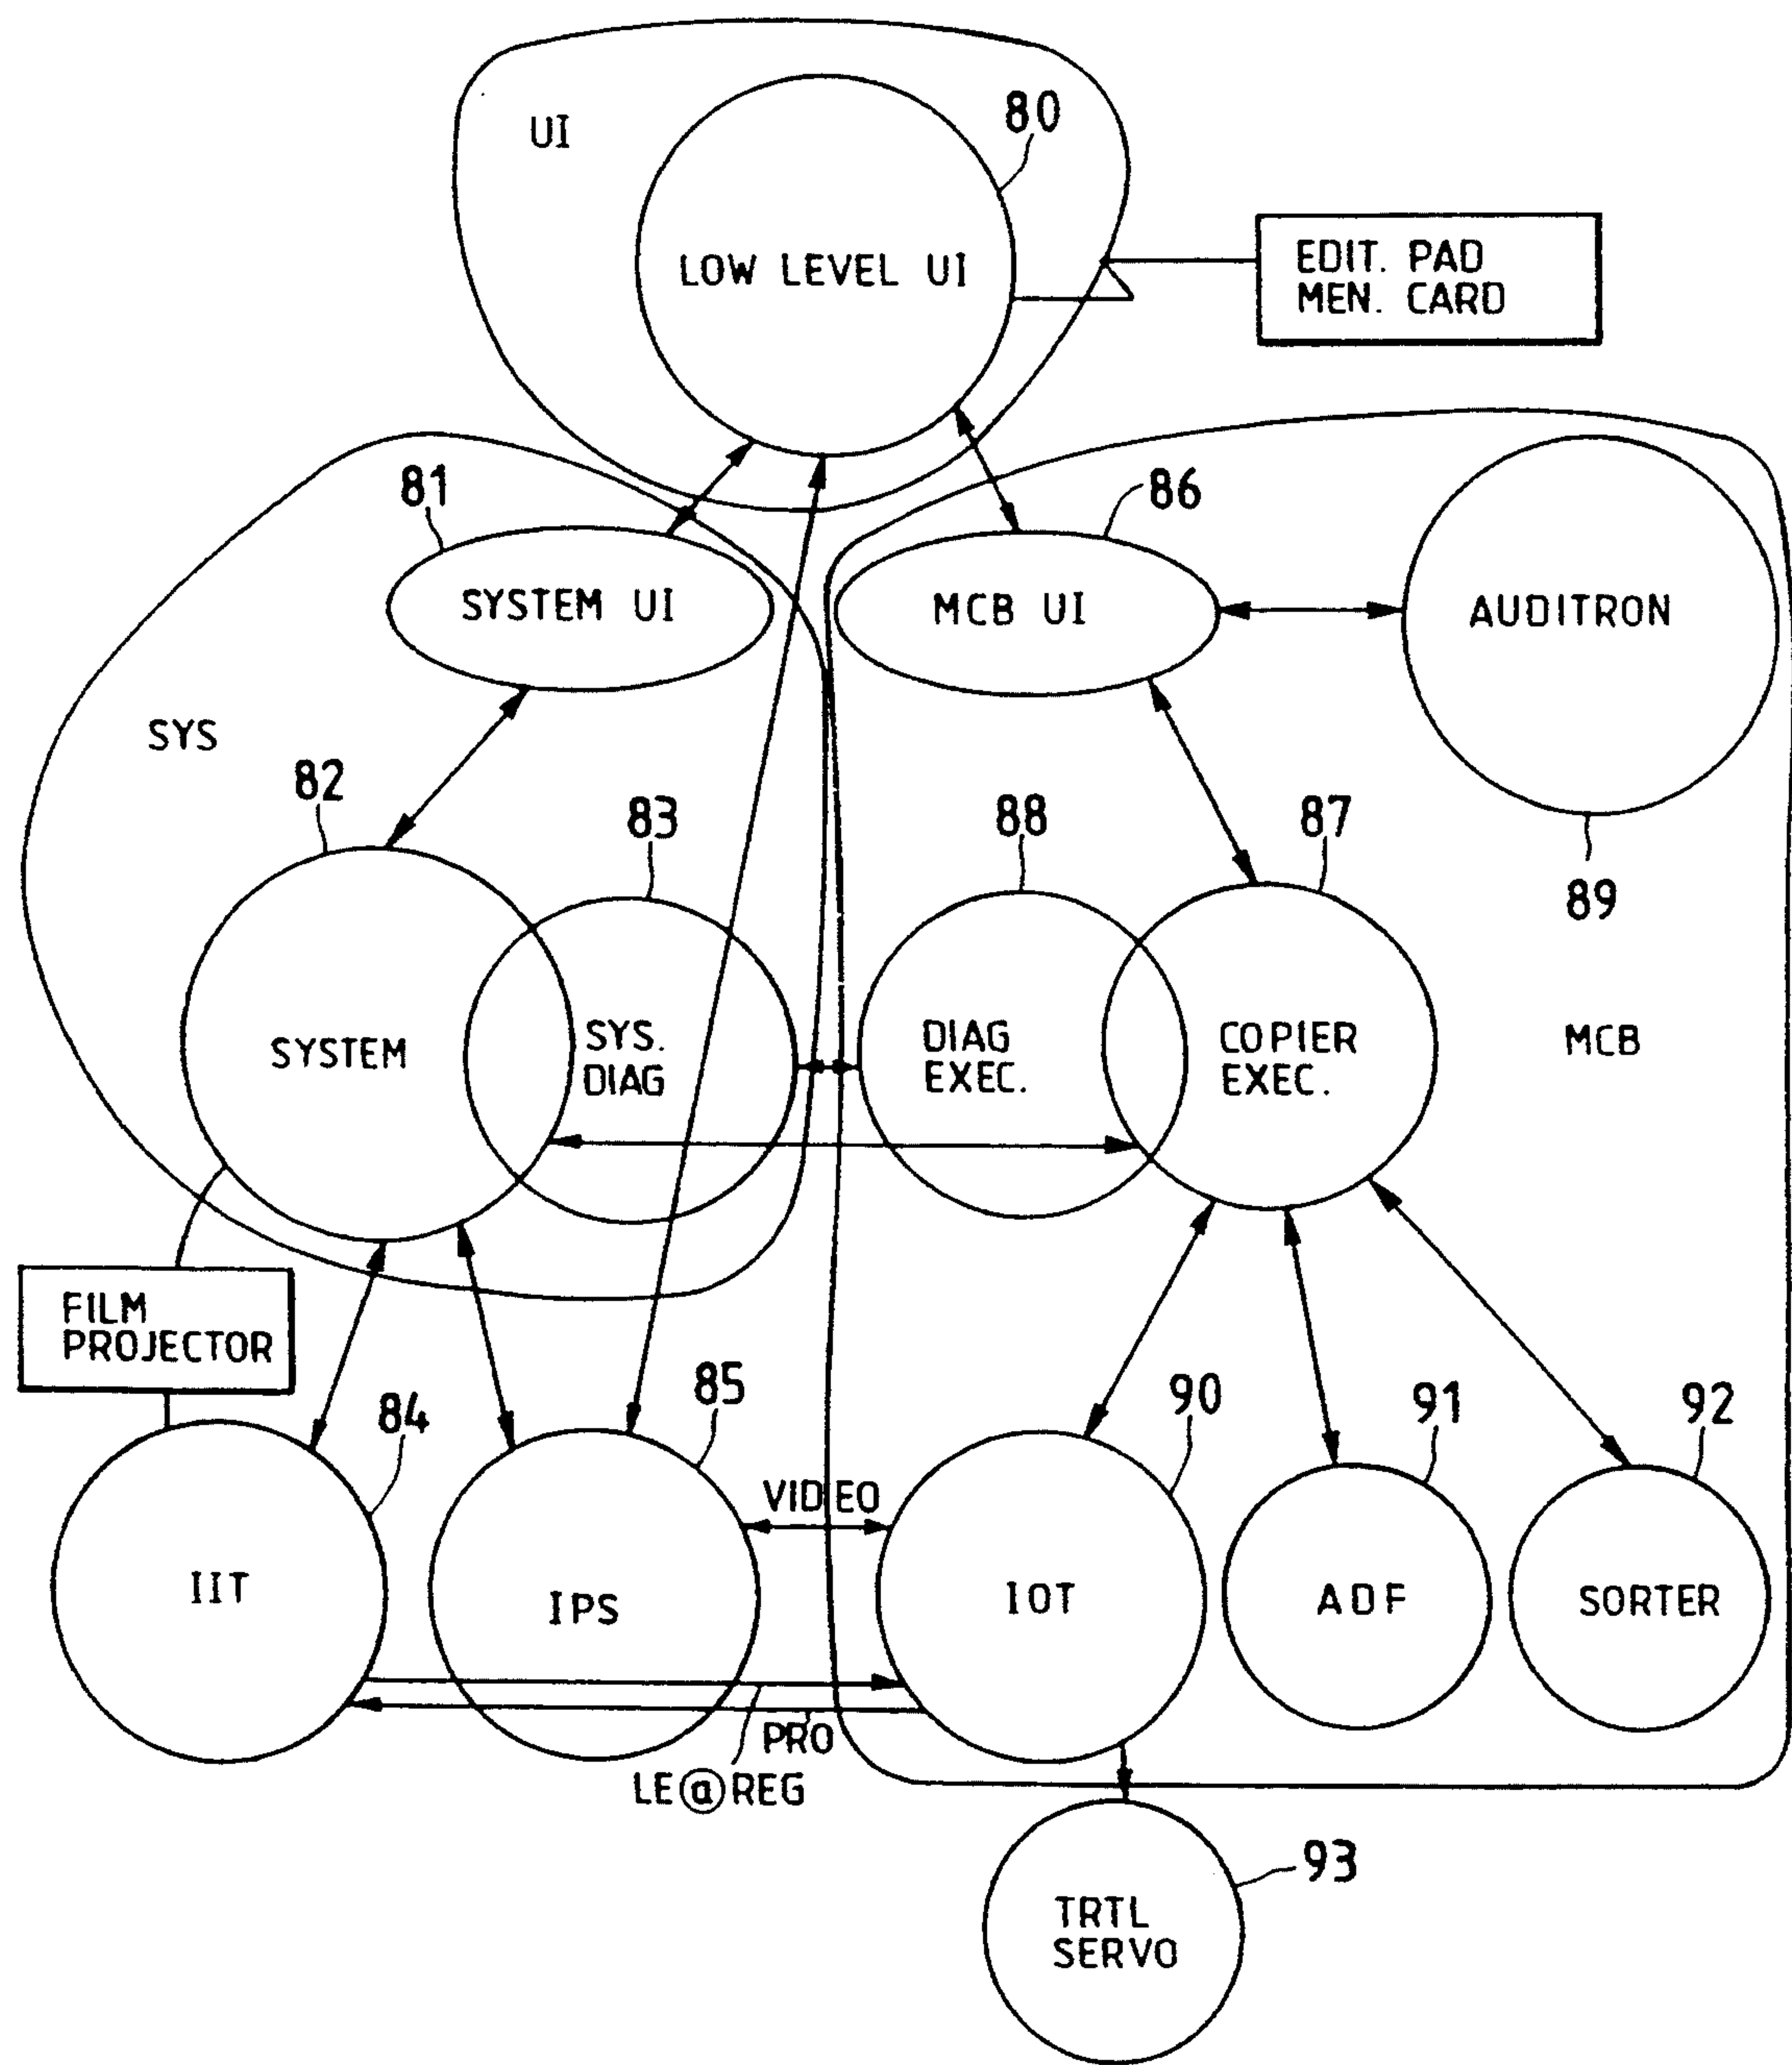 UI
80
LOW LEVEL UI
EDIT. PAD
MEN. CARD
81
86
SYSTEM UI
MCB UI
AUDITRON
SYS
82
83
88
87
89
SYSTEM
SYS.
DIAG
DIAG
EXEC.
COPIER
EXEC.
MCB
FILM
PROJECTOR
84
85
90
91
92
VIDEO
IIT
IPS
IOT
ADF
SORTER
PRO
LE@REG
93
TRTL
SERVO